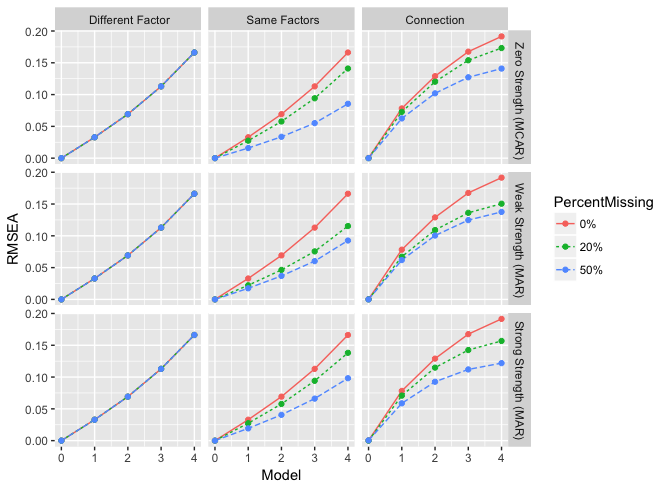 Different Factor
Same Factors
Connection
0.20
0.15
0.10
0.05
0.00
Zero Strength (MCAR)
0.20
0.15
0.10
0.05
0.00
Weak Strength (MAR)
0.20
0.15
0.10
0.05
0.00
Strong Strength (MAR)
RMSEA
0 1 2 3 4 0 1 2 3 4 0 1 2 3 4
Model
PercentMissing
0%
20%
50%